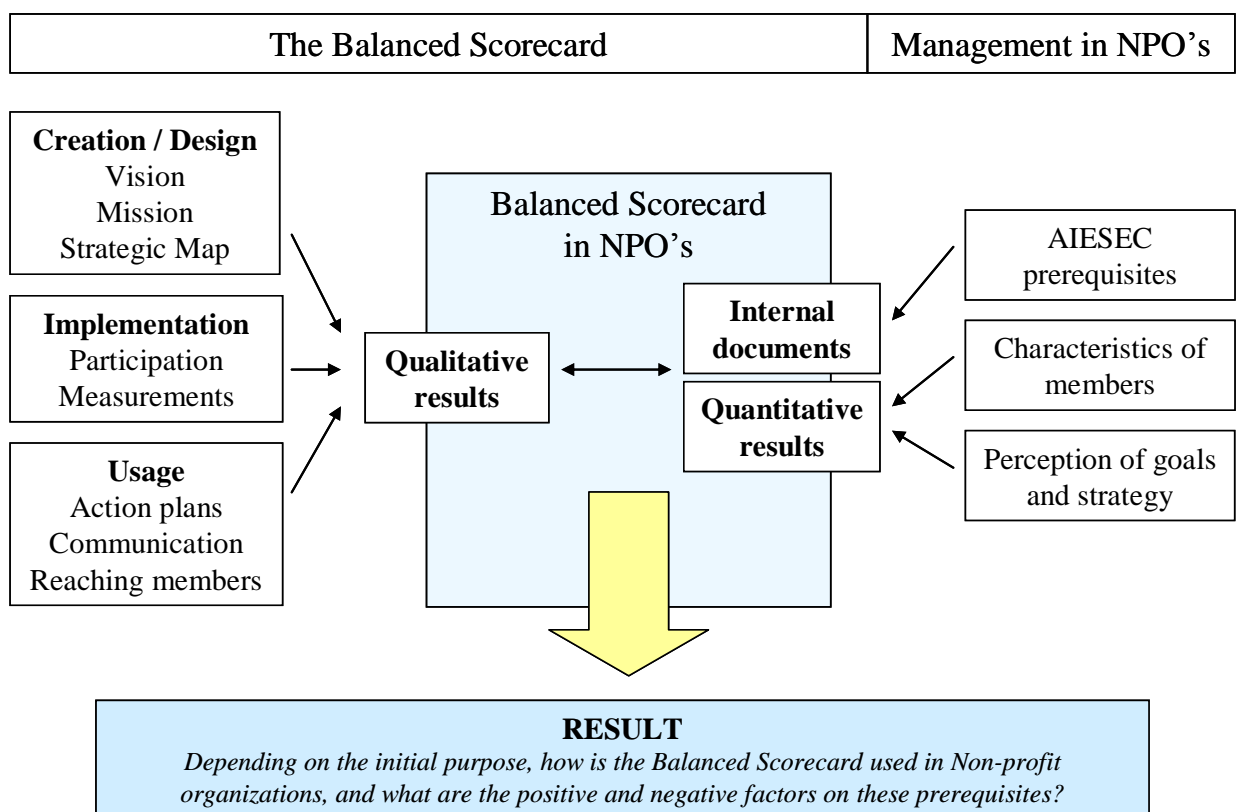 The Balanced Scorecard
Management in NPO's
Creation / Design
Vision
Mission
Strategic Map
Implementation
Participation
Measurements
Usage
Action plans
Communication
Reaching members
Balanced Scorecard
in NPO's
Qualitative
results
Internal
documents
Quantitative
results
AIESEC
prerequisites
Characteristics of
members
Perception of goals
and strategy
RESULT
Depending on the initial purpose, how is the Balanced Scorecard used in Non-profit
organizations, and what are the positive and negative factors on these prerequisites?